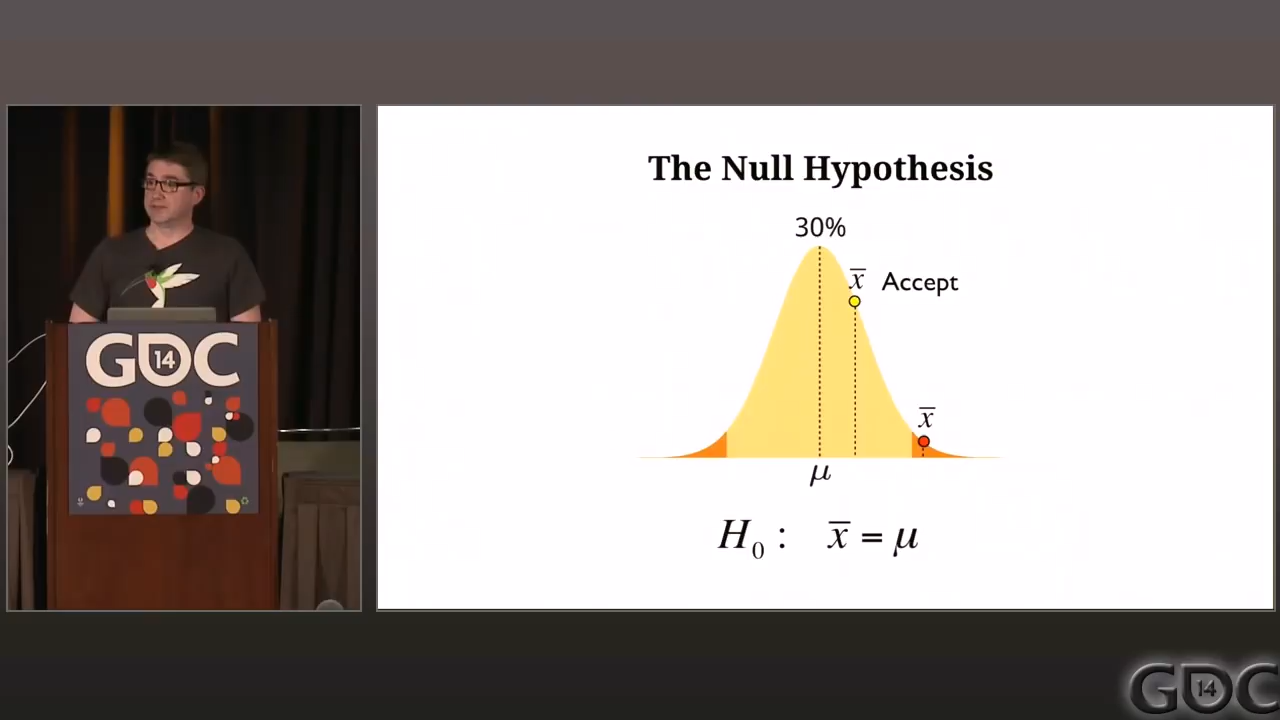 The Null Hypothesis
30%
x̄ Accept
x̄
μ
H₀ : x̄ = μ
GDC
14
GDC
14